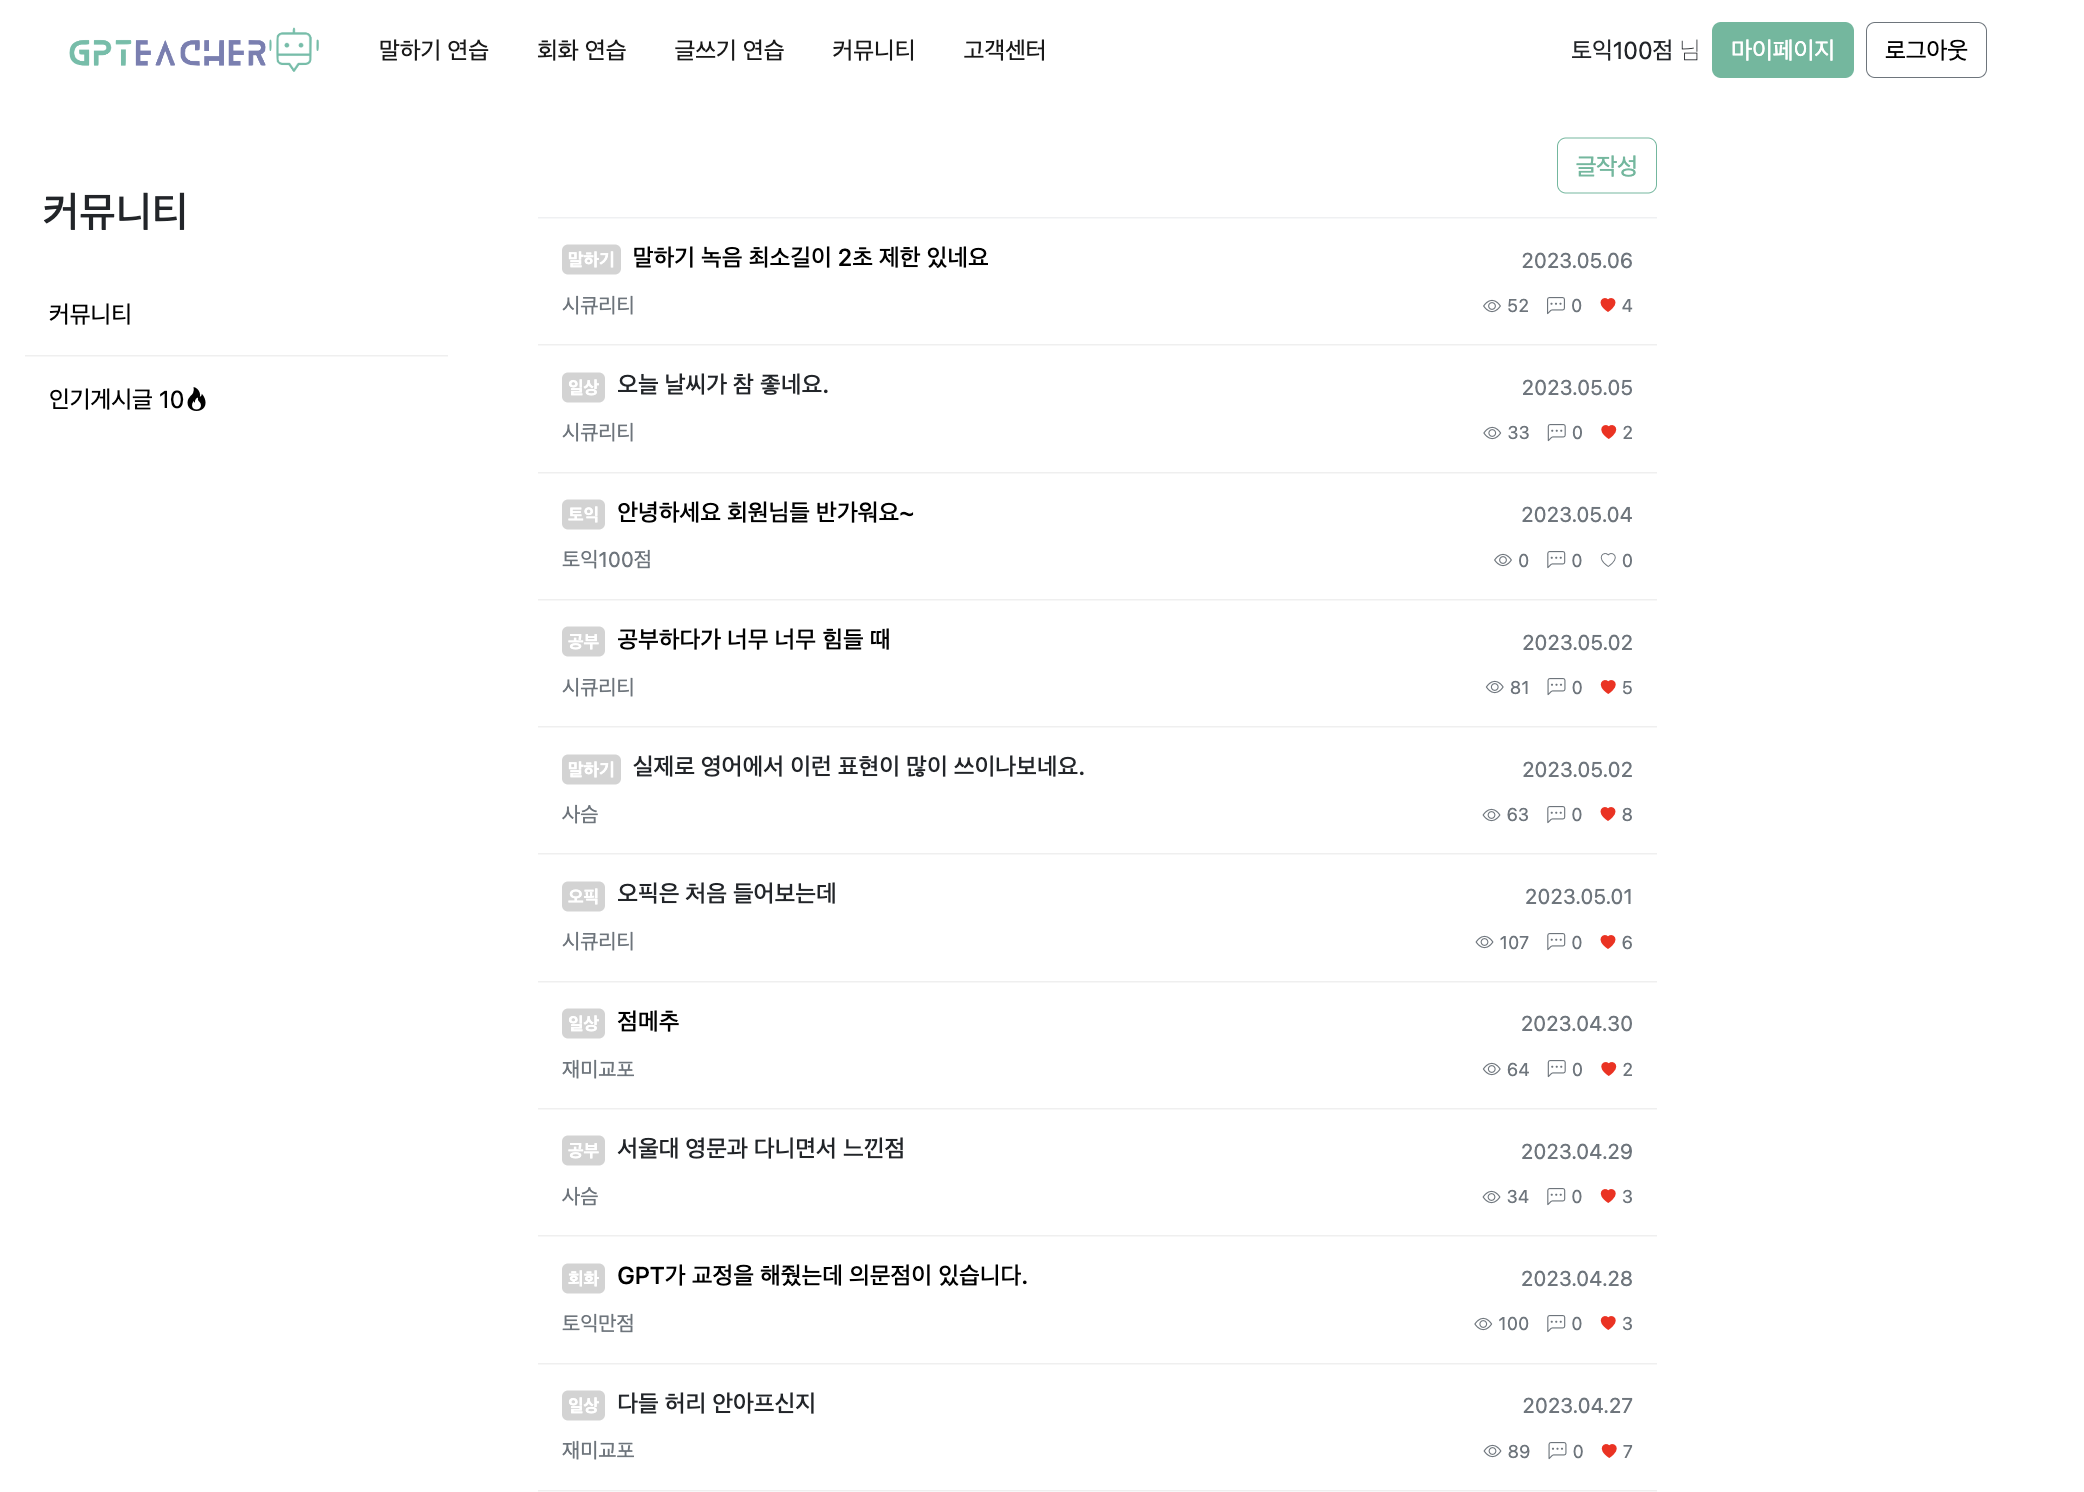 GPTEACHER 말하기 연습 회화 연습 글쓰기 연습 커뮤니티 고객센터 토익100점 님 마이페이지 로그아웃
글작성
커뮤니티
커뮤니티
인기게시글 10
말하기 말하기 녹음 최소길이 2초 제한 있네요 2023.05.06
시큐리티 52 0 4
일상 오늘 날씨가 참 좋네요. 2023.05.05
시큐리티 33 0 2
토익 안녕하세요 회원님들 반가워요~ 2023.05.04
토익100점 0 0 0
공부 공부하다가 너무 너무 힘들 때 2023.05.02
시큐리티 81 0 5
말하기 실제로 영어에서 이런 표현이 많이 쓰이나보네요. 2023.05.02
사슴 63 0 8
오픽 오픽은 처음 들어보는데 2023.05.01
시큐리티 107 0 6
일상 점메추 2023.04.30
재미교포 64 0 2
공부 서울대 영문과 다니면서 느낀점 2023.04.29
사슴 34 0 3
회화 GPT가 교정을 해줬는데 의문점이 있습니다. 2023.04.28
토익만점 100 0 3
일상 다들 허리 안아프신지 2023.04.27
재미교포 89 0 7